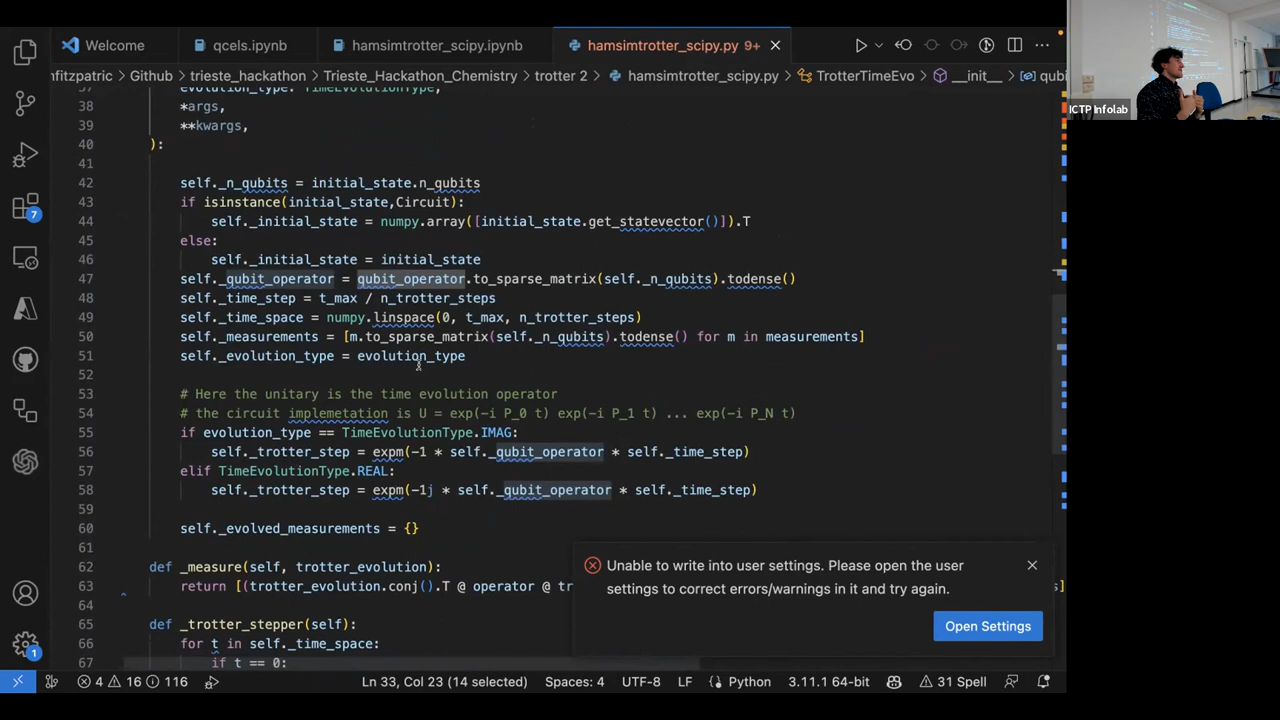 Welcome
qcels.ipynb
hamsimtrotter_scipy.ipynb
hamsimtrotter_scipy.py 9+
nfitzpatric > Github > trieste_hackathon > Trieste_Hackathon_Chemistry > trotter 2 > hamsimtrotter_scipy.py > TrotterTimeEvo > __init__ >
ICTP Infolab
37 evolution_type: TimeEvolutionType,
38 *args,
39 **kwargs,
40 ):
41
42 self._n_qubits = initial_state.n_qubits
43 if isinstance(initial_state,Circuit):
44 self._initial_state = numpy.array([initial_state.get_statevector()]).T
45 else:
46 self._initial_state = initial_state
47 self._qubit_operator = qubit_operator.to_sparse_matrix(self._n_qubits).todense()
48 self._time_step = t_max / n_trotter_steps
49 self._time_space = numpy.linspace(0, t_max, n_trotter_steps)
50 self._measurements = [m.to_sparse_matrix(self._n_qubits).todense() for m in measurements]
51 self._evolution_type = evolution_type
52
53 # Here the unitary is the time evolution operator
54 # the circuit implemetation is U = exp(-i P_0 t) exp(-i P_1 t) ... exp(-i P_N t)
55 if evolution_type == TimeEvolutionType.IMAG:
56 self._trotter_step = expm(-1 * self._qubit_operator * self._time_step)
57 elif TimeEvolutionType.REAL:
58 self._trotter_step = expm(-1j * self._qubit_operator * self._time_step)
59
60 self._evolved_measurements = {}
61
62 def _measure(self, trotter_evolution):
63 return [(trotter_evolution.conj().T @ operator @
64
65 def _trotter_stepper(self):
66 for t in self._time_space:
67 if t == 0:
Unable to write into user settings. Please open the user
settings to correct errors/warnings in it and try again.
Open Settings
7
1
4 16 116
Ln 33, Col 23 (14 selected)
Spaces: 4
UTF-8
LF
Python
3.11.1 64-bit
31 Spell